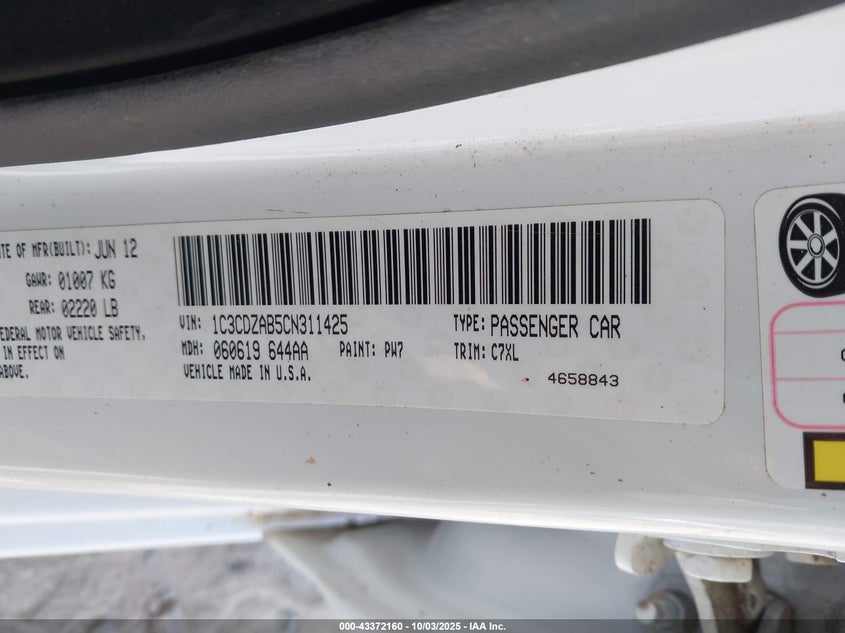 TE OF MFR(BUILT): JUN 12
GAWR: 01007 KG
REAR: 02220 LB
FEDERAL MOTOR VEHICLE SAFETY,
IN EFFECT ON
ABOVE.
VIN: 1C3CDZAB5CN311425 TYPE: PASSENGER CAR
MDH: 060619 644AA PAINT: PW7 TRIM: C7XL
VEHICLE MADE IN U.S.A. 4658843
000-43372160 - 10/03/2025 - IAA Inc.